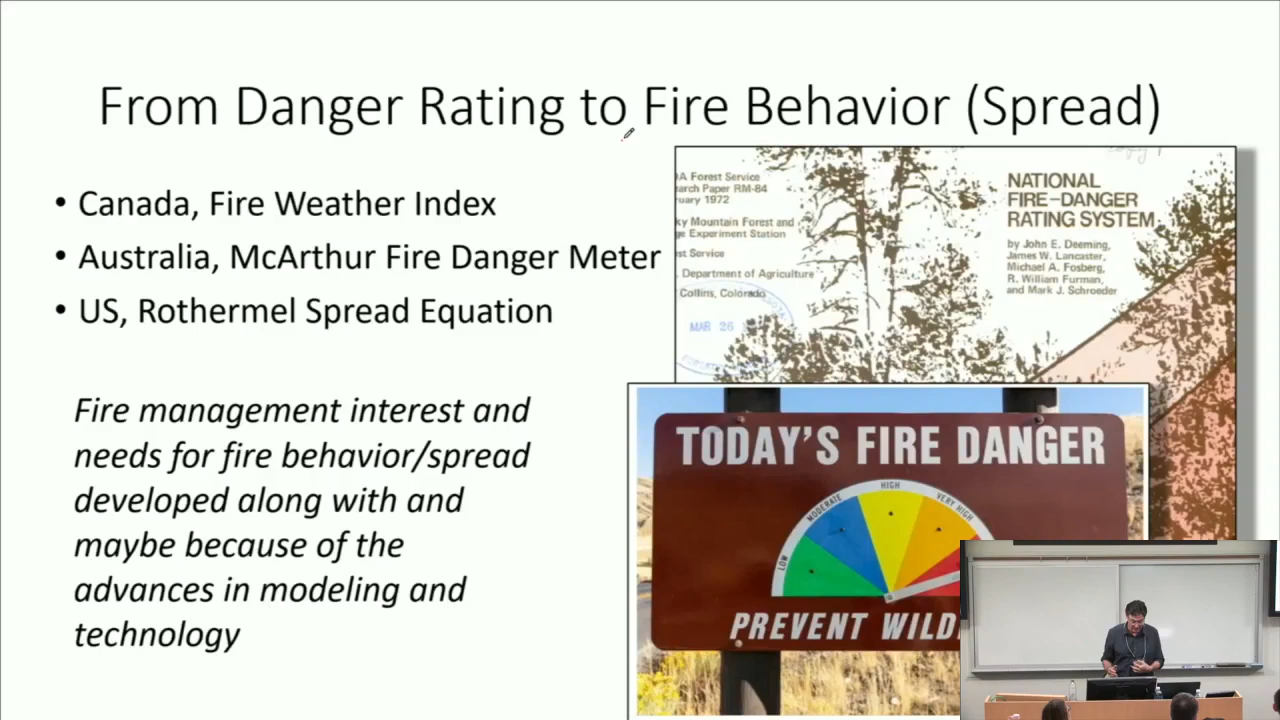 From Danger Rating to Fire Behavior (Spread)
• Canada, Fire Weather Index
• Australia, McArthur Fire Danger Meter
• US, Rothermel Spread Equation
Fire management interest and
needs for fire behavior/spread
developed along with and
maybe because of the
advances in modeling and
technology
A Forest Service
arch Paper RM-84
uary 1972
ky Mountain Forest and
ge Experiment Station
st Service
Department of Agriculture
Collins, Colorado
MAR 26
NATIONAL
FIRE-DANGER
RATING SYSTEM
by John E. Deeming,
James W. Lancaster,
Michael A. Fosberg,
R. William Furman,
and Mark J. Schroeder
TODAY'S FIRE DANGER
LOW
MODERATE
HIGH
VERY HIGH
PREVENT WILD